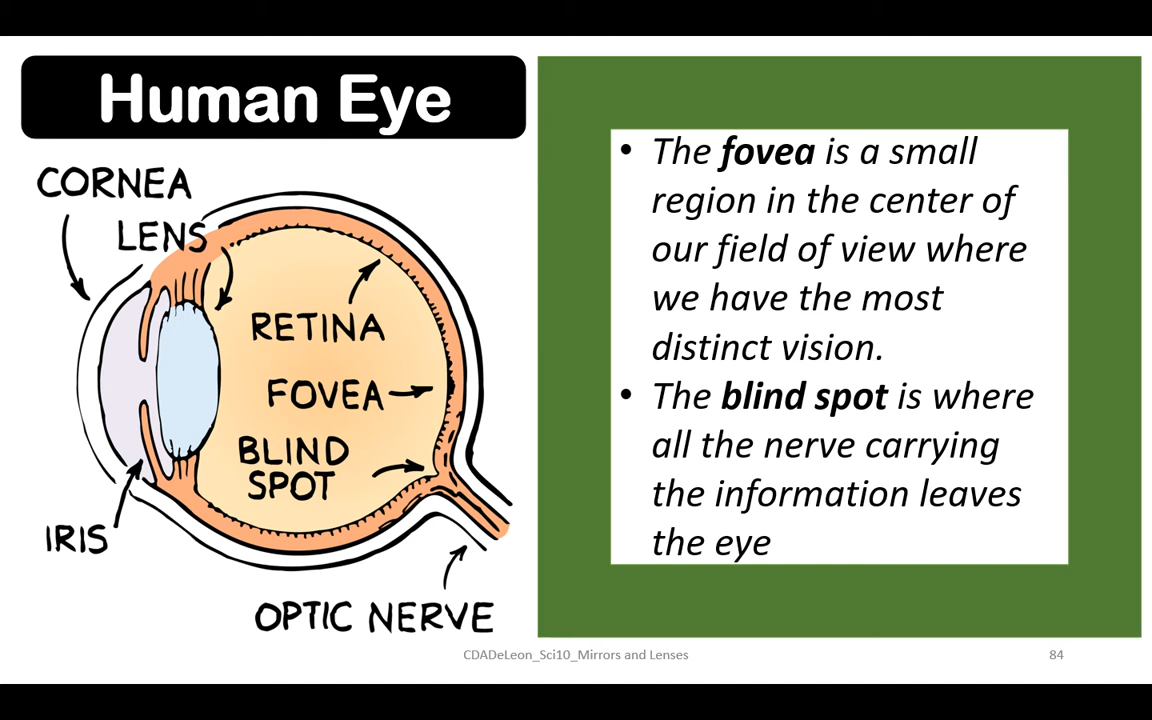 Human Eye
CORNEA
LENS
RETINA
FOVEA
BLIND
SPOT
IRIS
OPTIC NERVE
• The fovea is a small
region in the center of
our field of view where
we have the most
distinct vision.
• The blind spot is where
all the nerve carrying
the information leaves
the eye
CDADeLeon_Sci10_Mirrors and Lenses
84